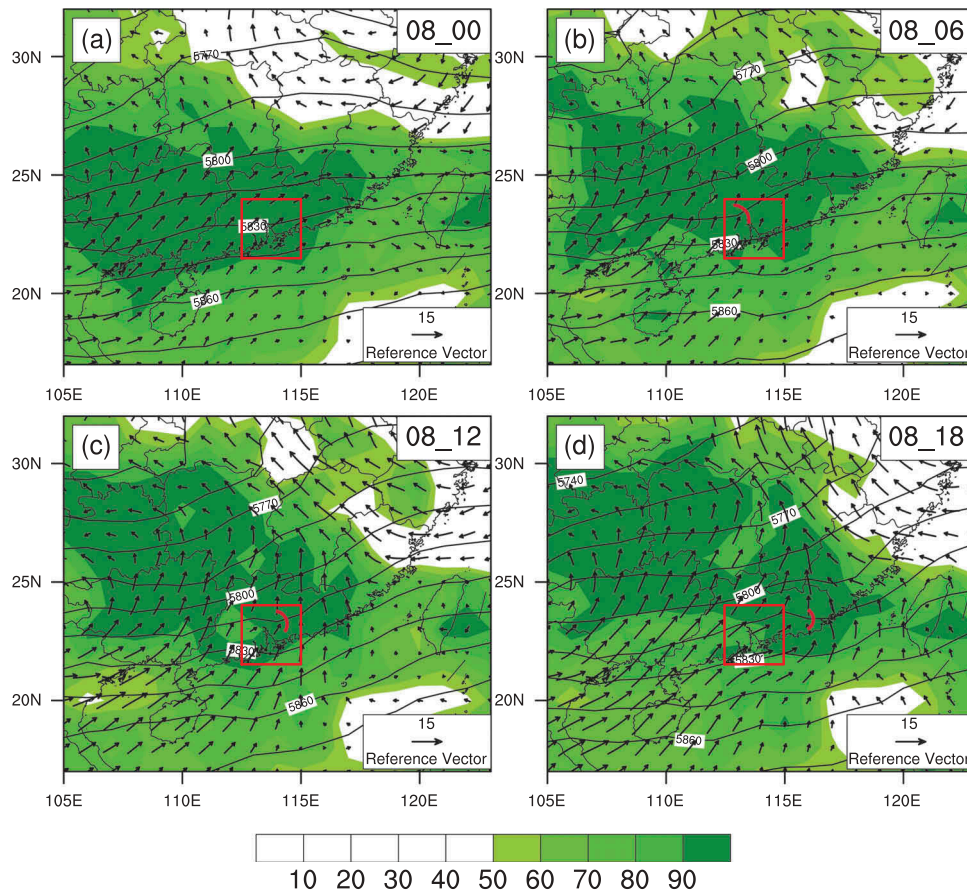 (a)
08_00
30N
25N
20N
5770
5800
5830
5860
15
Reference Vector
105E 110E 115E 120E
(b)
08_06
30N
25N
20N
5770
5800
5830
5860
15
Reference Vector
105E 110E 115E 120E
(c)
08_12
30N
25N
20N
5770
5800
5830
5860
15
Reference Vector
105E 110E 115E 120E
(d)
08_18
30N
25N
20N
5740
5770
5800
5830
5860
15
Reference Vector
105E 110E 115E 120E
10 20 30 40 50 60 70 80 90